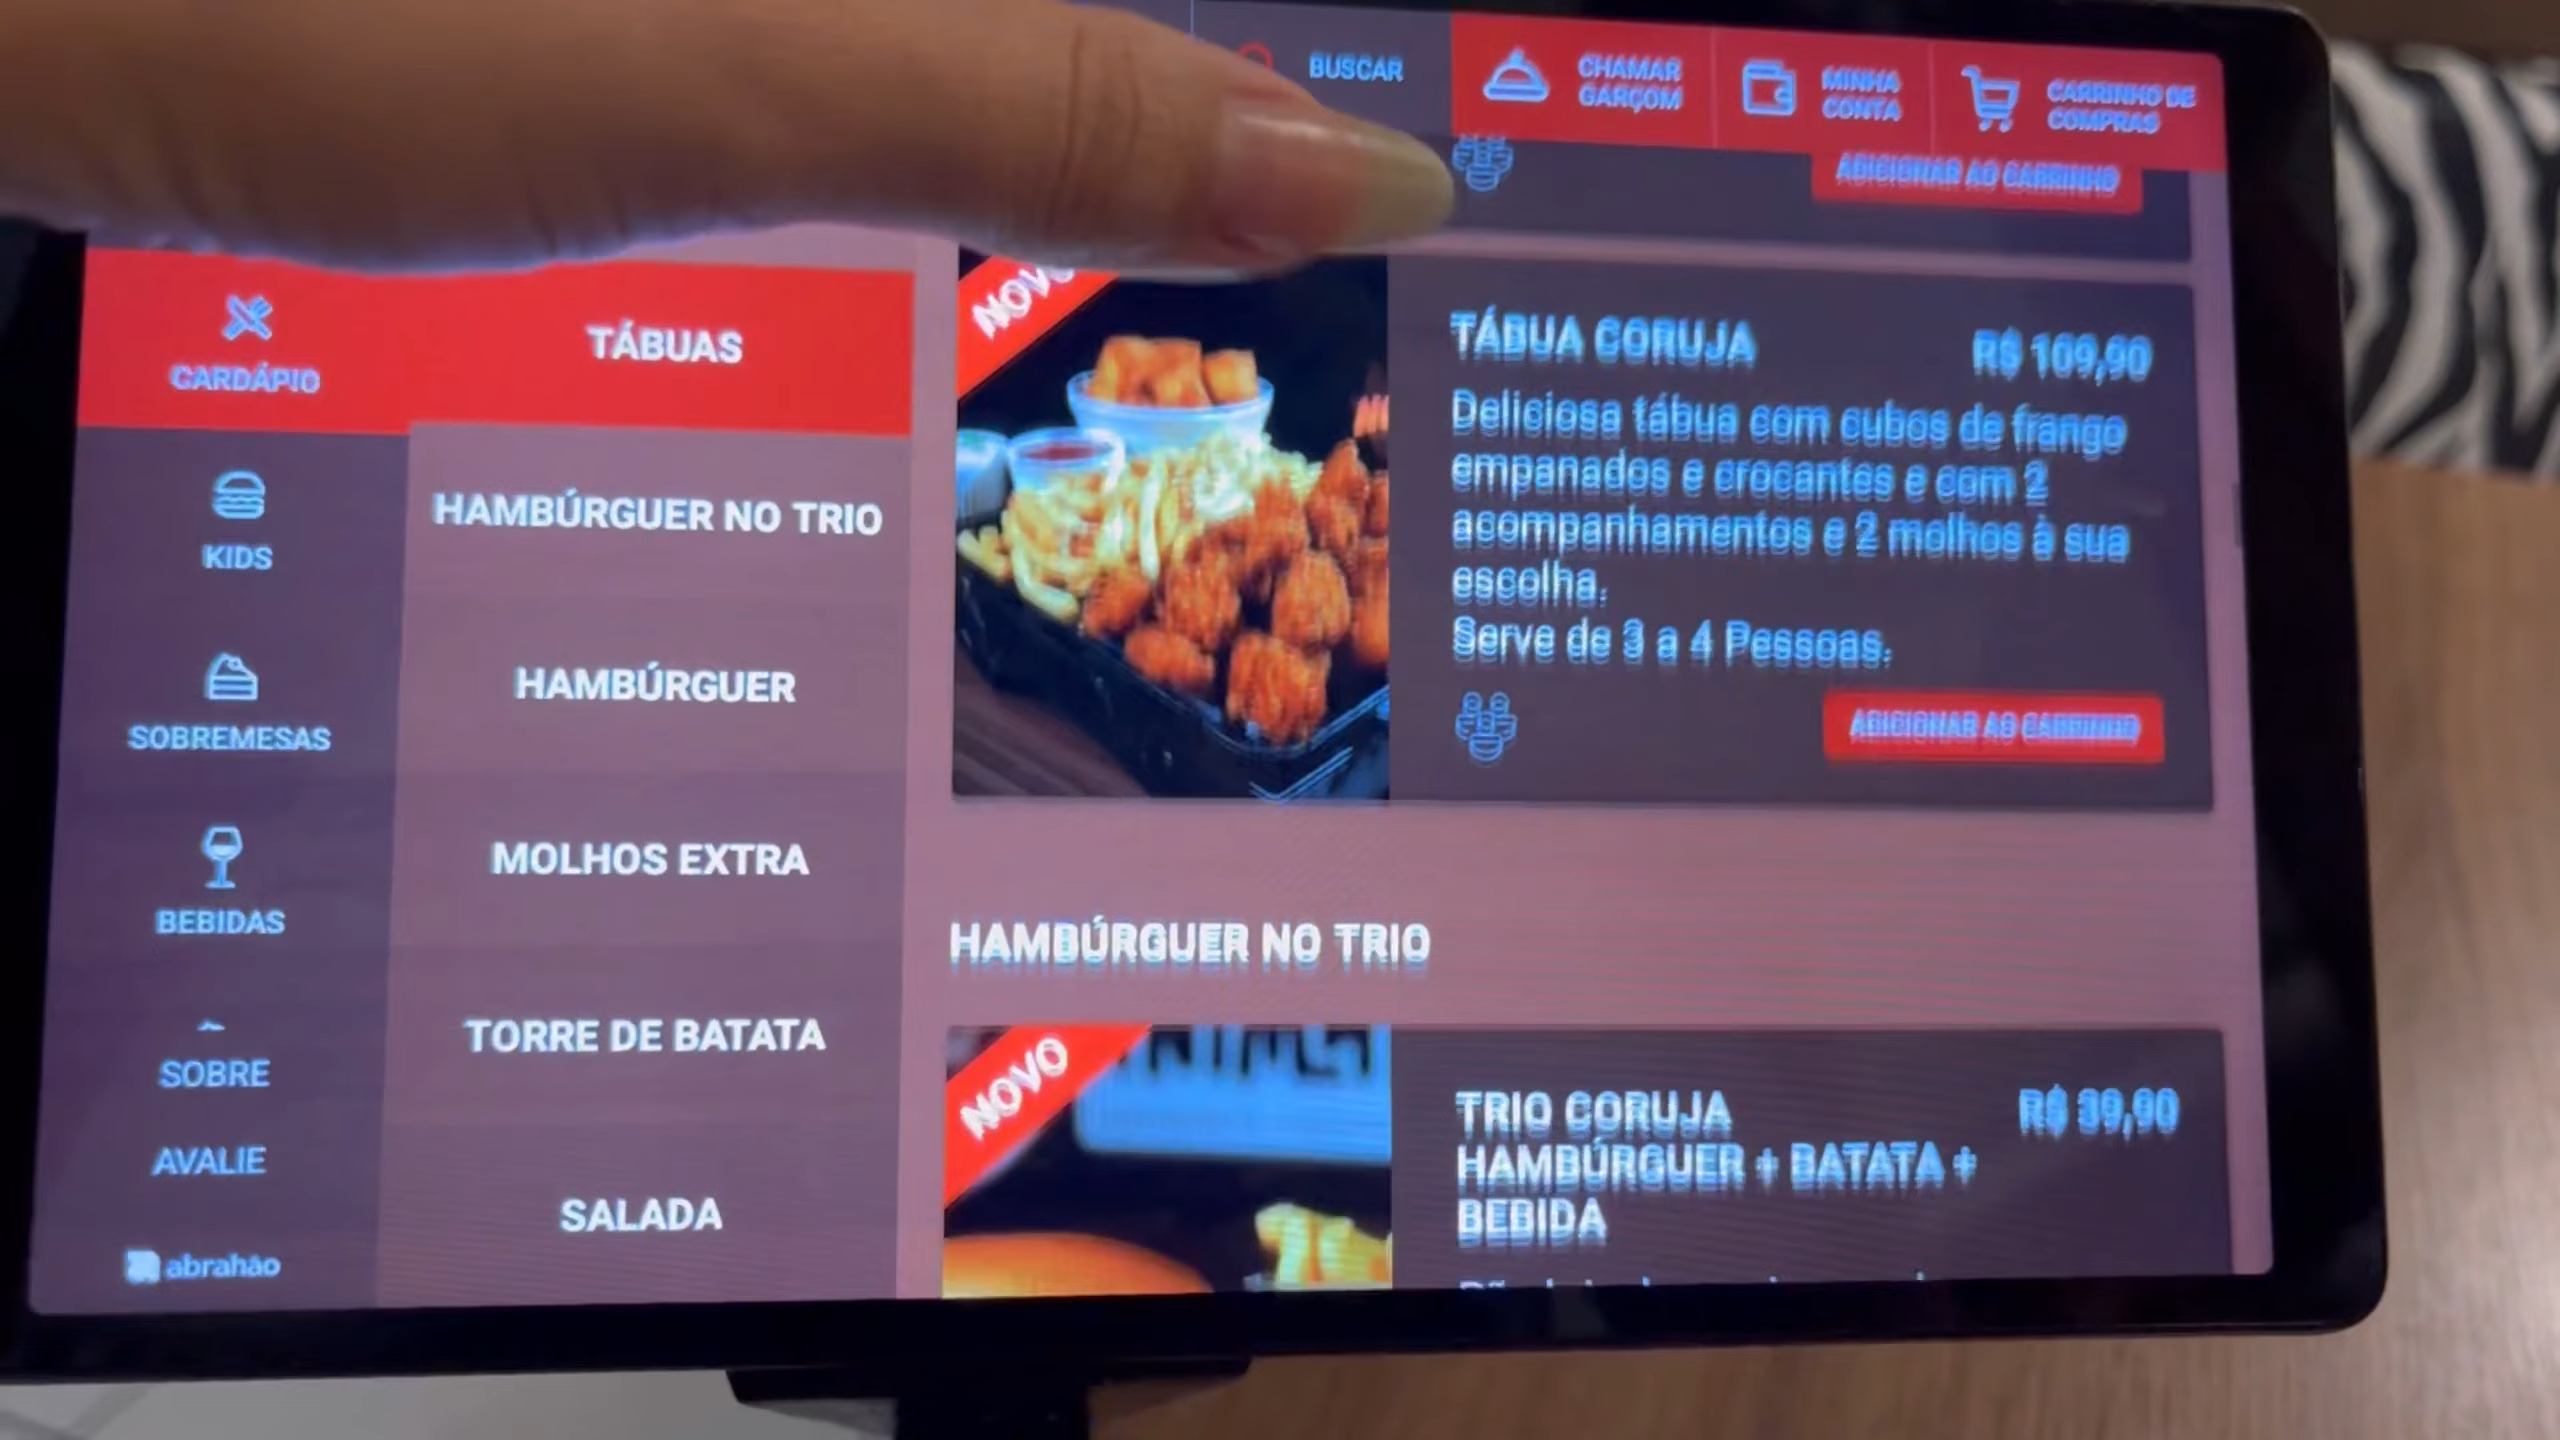 BUSCAR
CHAMAR
GARÇOM
MINHA
CONTA
CARRINHO DE
COMPRAS
ADICIONAR AO CARRINHO
CARDÁPIO
KIDS
SOBREMESAS
BEBIDAS
SOBRE
AVALIE
abrahão
TÁBUAS
HAMBÚRGUER NO TRIO
HAMBÚRGUER
MOLHOS EXTRA
TORRE DE BATATA
SALADA
NOVO
TÁBUA CORUJA
R$ 109,90
Deliciosa tábua com cubos de frango
empanados e crocantes e com 2
acompanhamentos e 2 molhos à sua
escolha.
Serve de 3 a 4 Pessoas.
ADICIONAR AO CARRINHO
HAMBÚRGUER NO TRIO
NOVO
TRIO CORUJA
HAMBÚRGUER + BATATA +
BEBIDA
R$ 39,90